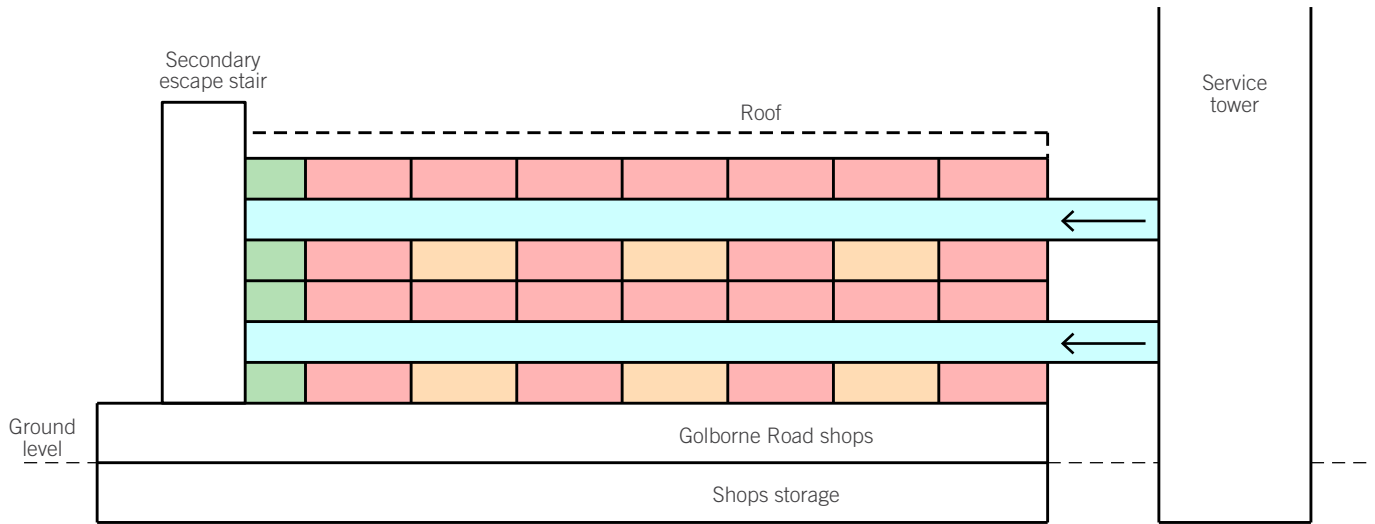 Secondary
escape stair
Roof
Service
tower
Ground
level
Golborne Road shops
Shops storage